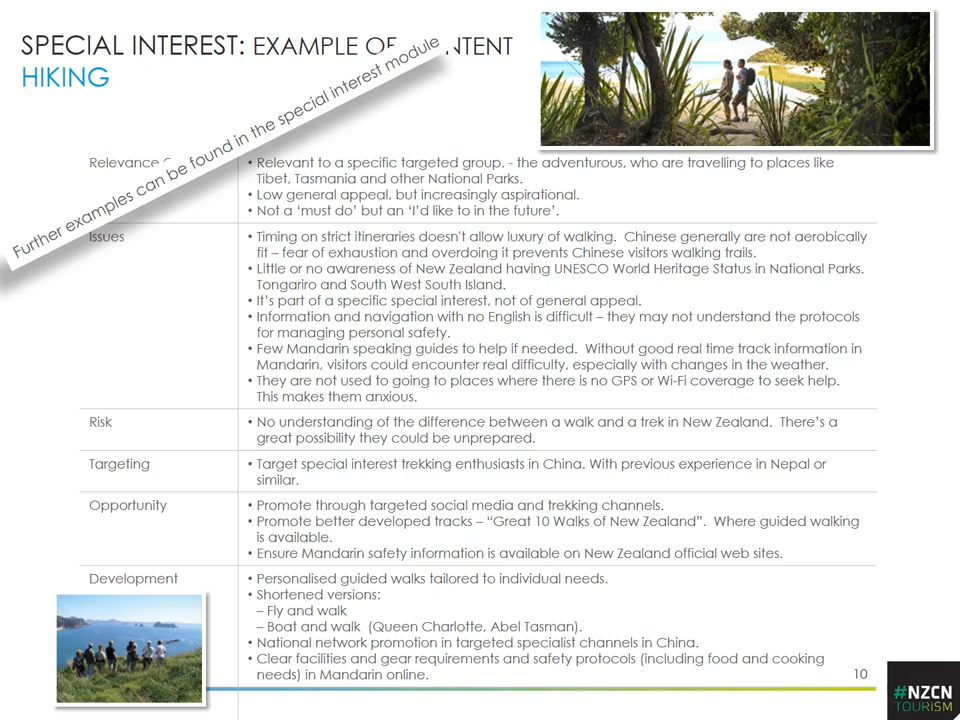 SPECIAL INTEREST: EXAMPLE OF NTENT
HIKING
Further examples can be found in the special interest module
Relevance
• Relevant to a specific targeted group. - the adventurous, who are travelling to places like
Tibet, Tasmania and other National Parks.
• Low general appeal, but increasingly aspirational.
• Not a ‘must do’ but an ‘I’d like to in the future’.
Issues
• Timing on strict itineraries doesn't allow luxury of walking. Chinese generally are not aerobically
fit – fear of exhaustion and overdoing it prevents Chinese visitors walking trails.
• Little or no awareness of New Zealand having UNESCO World Heritage Status in National Parks.
Tongariro and South West South Island.
• It’s part of a specific special interest, not of general appeal.
• Information and navigation with no English is difficult – they may not understand the protocols
for managing personal safety.
• Few Mandarin speaking guides to help if needed. Without good real time track information in
Mandarin, visitors could encounter real difficulty, especially with changes in the weather.
• They are not used to going to places where there is no GPS or Wi-Fi coverage to seek help.
This makes them anxious.
Risk
• No understanding of the difference between a walk and a trek in New Zealand. There’s a
great possibility they could be unprepared.
Targeting
• Target special interest trekking enthusiasts in China. With previous experience in Nepal or
similar.
Opportunity
• Promote through targeted social media and trekking channels.
• Promote better developed tracks – “Great 10 Walks of New Zealand”. Where guided walking
is available.
• Ensure Mandarin safety information is available on New Zealand official web sites.
Development
• Personalised guided walks tailored to individual needs.
• Shortened versions:
– Fly and walk
– Boat and walk (Queen Charlotte, Abel Tasman).
• National network promotion in targeted specialist channels in China.
• Clear facilities and gear requirements and safety protocols (including food and cooking
needs) in Mandarin online.
10
#NZCN
TOURISM